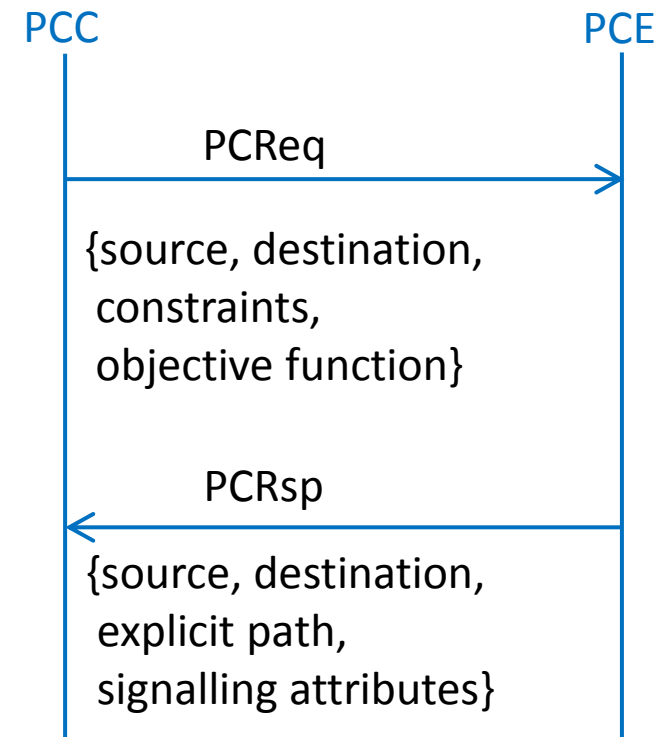 PCC PCE
PCReq
{source, destination,
constraints,
objective function}
PCRsp
{source, destination,
explicit path,
signalling attributes}